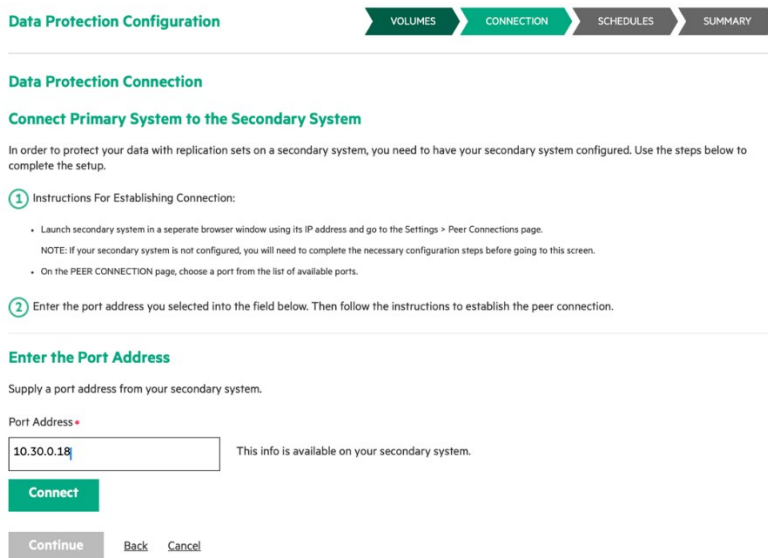 Data Protection Configuration
VOLUMES
CONNECTION
SCHEDULES
SUMMARY
Data Protection Connection
Connect Primary System to the Secondary System
In order to protect your data with replication sets on a secondary system, you need to have your secondary system configured. Use the steps below to
complete the setup.
1 Instructions For Establishing Connection:
• Launch secondary system in a seperate browser window using its IP address and go to the Settings > Peer Connections page.
NOTE: If your secondary system is not configured, you will need to complete the necessary configuration steps before going to this screen.
• On the PEER CONNECTION page, choose a port from the list of available ports.
2 Enter the port address you selected into the field below. Then follow the instructions to establish the peer connection.
Enter the Port Address
Supply a port address from your secondary system.
Port Address•
10.30.0.18
This info is available on your secondary system.
Connect
Continue
Back
Cancel